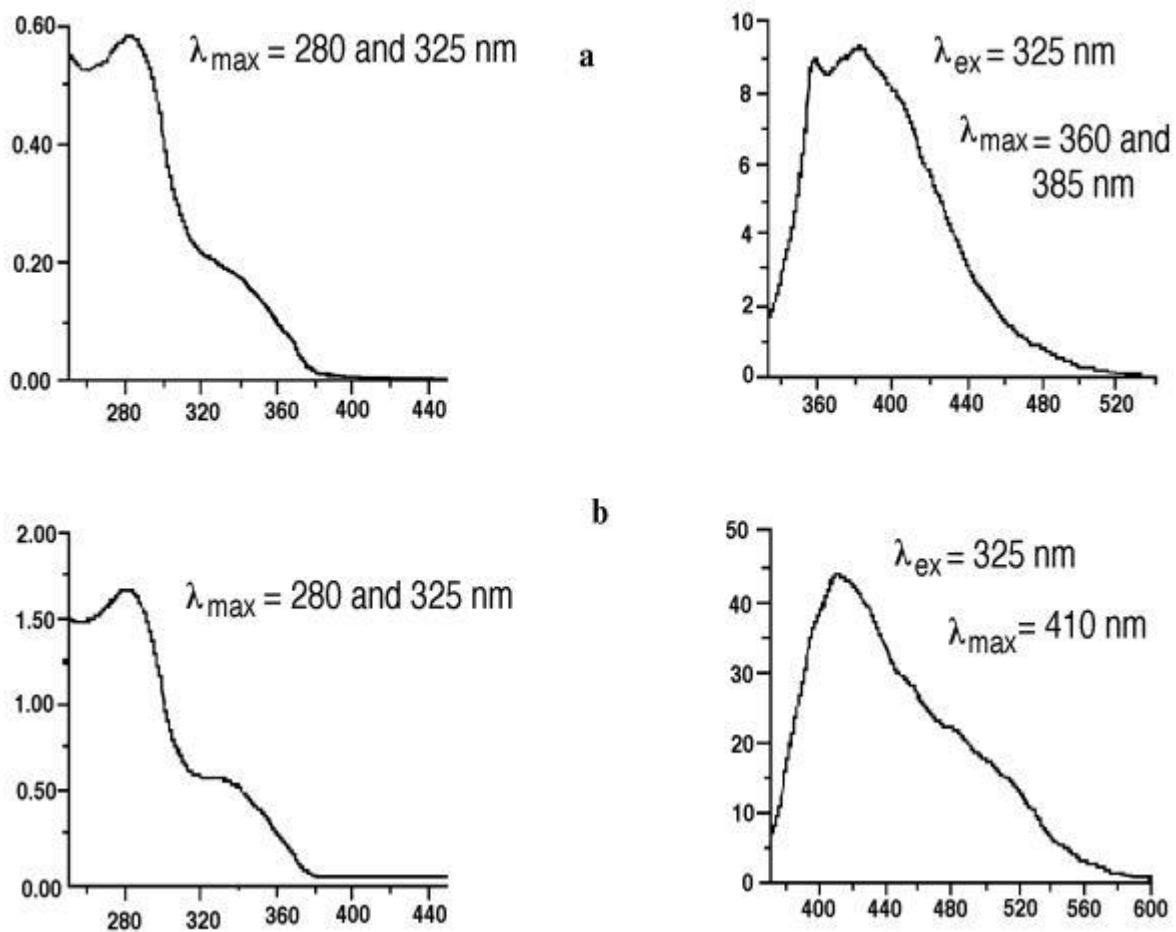 0.60
0.40
0.20
0.00
280 320 360 400 440
λmax = 280 and 325 nm
a
10
8
6
4
2
0
360 400 440 480 520
λex = 325 nm
λmax = 360 and
385 nm
2.00
1.50
1.00
0.50
0.00
280 320 360 400 440
λmax = 280 and 325 nm
b
50
40
30
20
10
0
400 440 480 520 560 600
λex = 325 nm
λmax = 410 nm